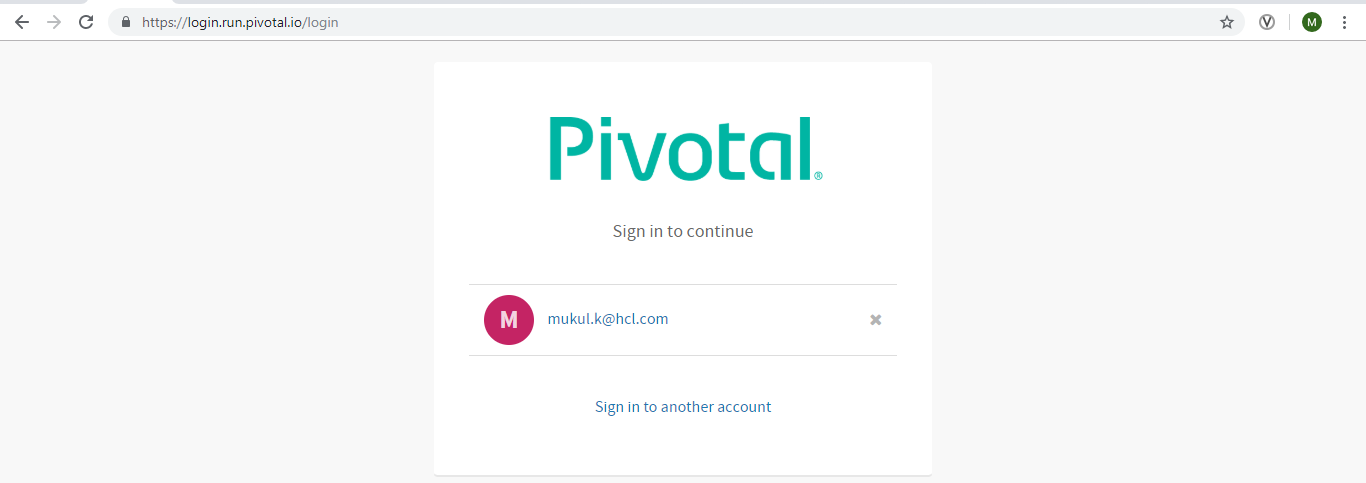 https://login.run.pivotal.io/login
M
Pivotal®
Sign in to continue
M
mukul.k@hcl.com
Sign in to another account